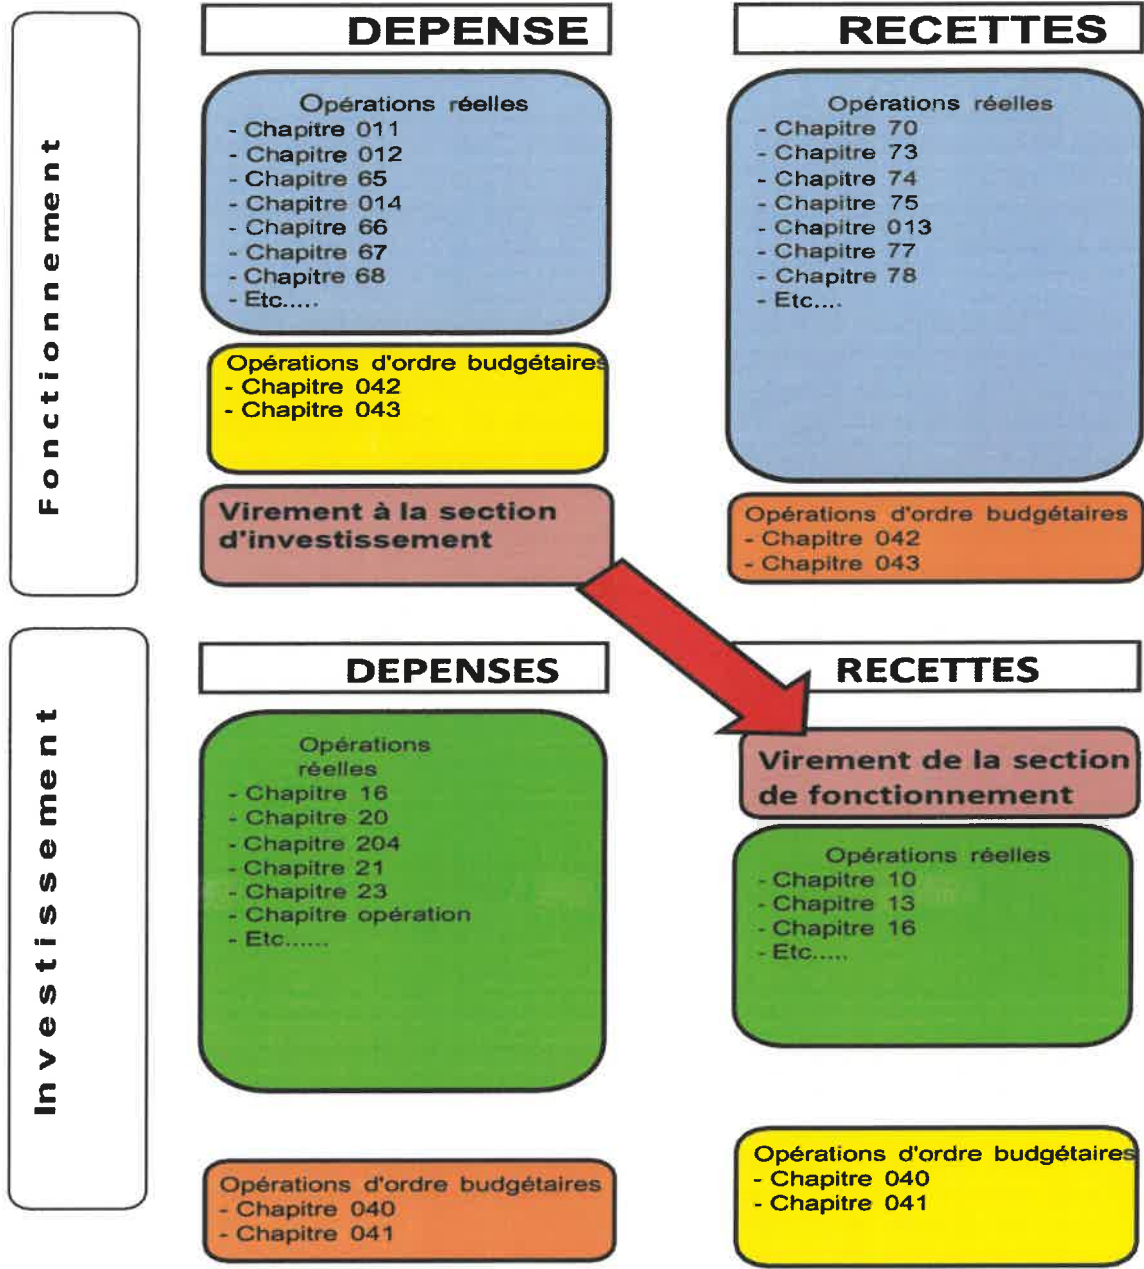 Fonctionnement
DEPENSE
Opérations réelles
- Chapitre 011
- Chapitre 012
- Chapitre 65
- Chapitre 014
- Chapitre 66
- Chapitre 67
- Chapitre 68
- Etc.....
Opérations d'ordre budgétaires
- Chapitre 042
- Chapitre 043
Virement à la section
d'investissement
RECETTES
Opérations réelles
- Chapitre 70
- Chapitre 73
- Chapitre 74
- Chapitre 75
- Chapitre 013
- Chapitre 77
- Chapitre 78
- Etc....
Opérations d'ordre budgétaires
- Chapitre 042
- Chapitre 043
Investissement
DEPENSES
Opérations
réelles
- Chapitre 16
- Chapitre 20
- Chapitre 204
- Chapitre 21
- Chapitre 23
- Chapitre opération
- Etc......
Opérations d'ordre budgétaires
- Chapitre 040
- Chapitre 041
RECETTES
Virement de la section
de fonctionnement
Opérations réelles
- Chapitre 10
- Chapitre 13
- Chapitre 16
- Etc.....
Opérations d'ordre budgétaires
- Chapitre 040
- Chapitre 041